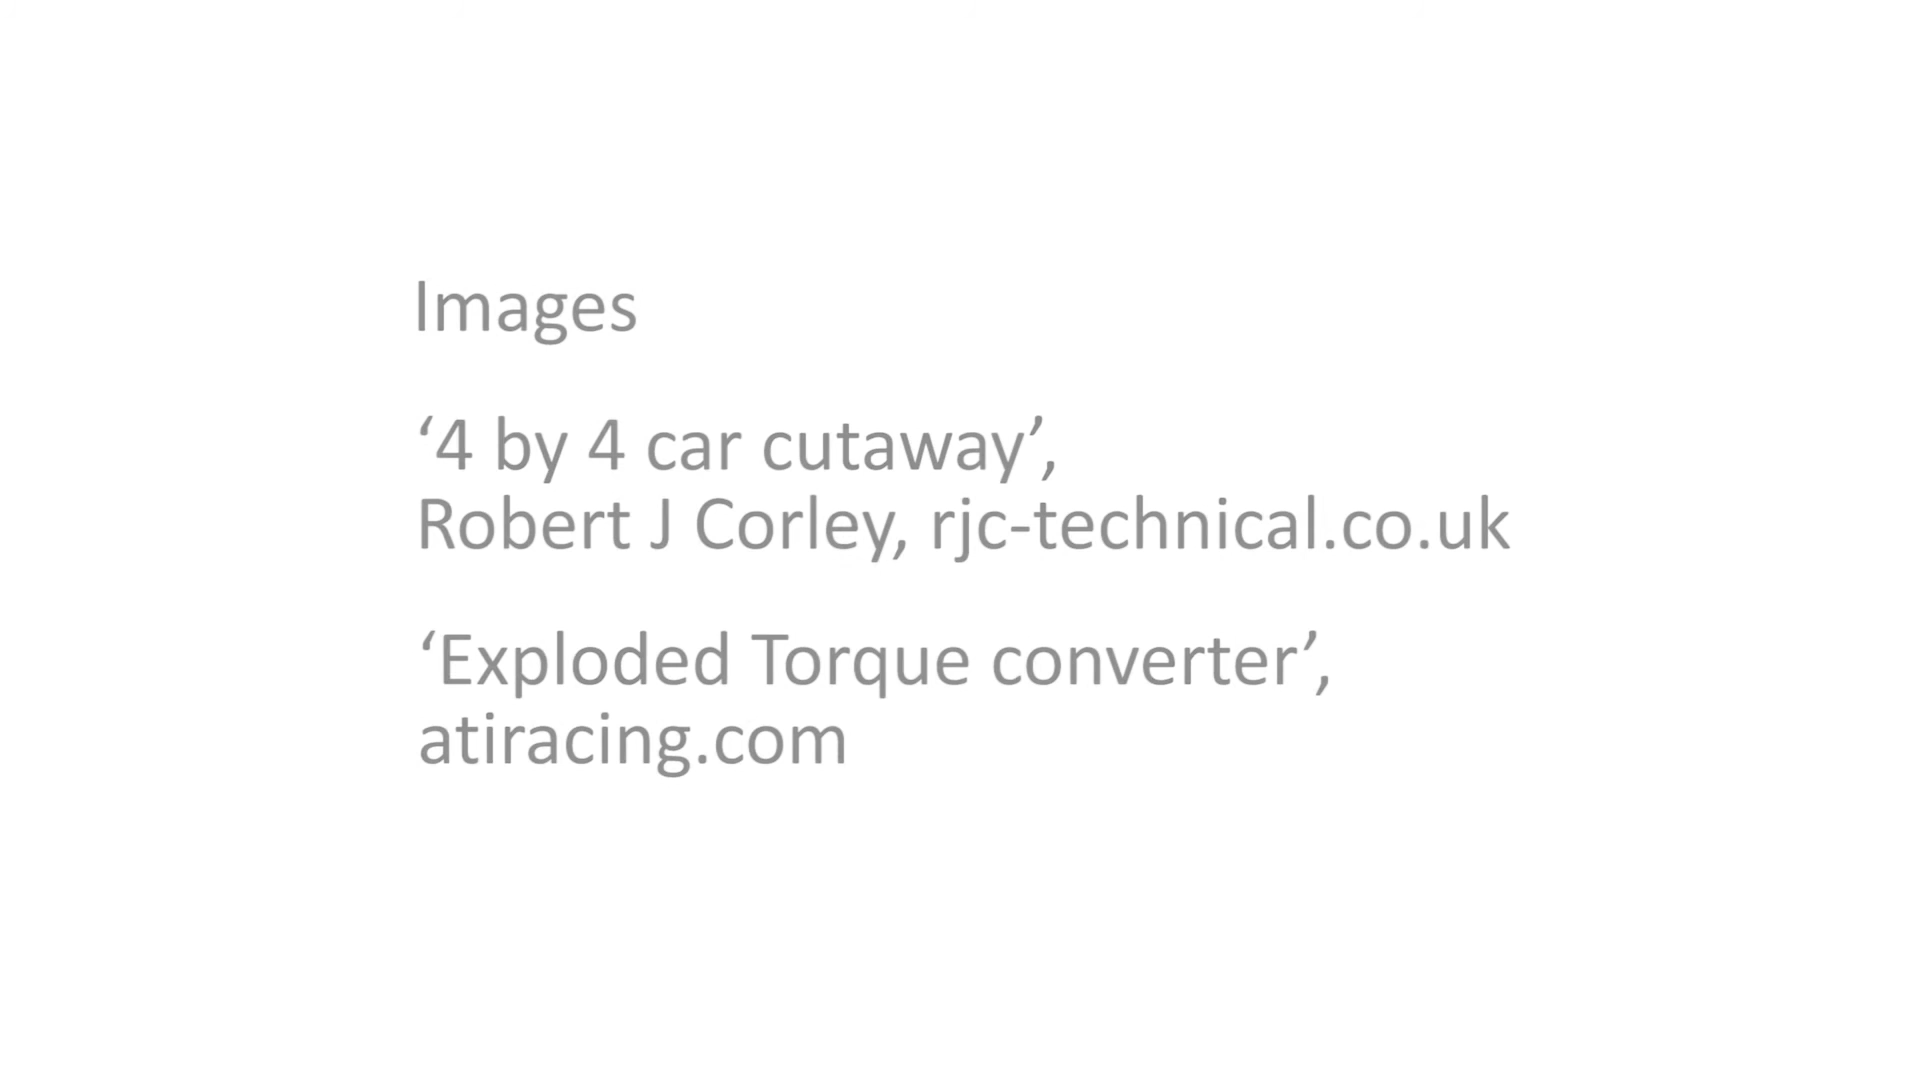 Images
‘4 by 4 car cutaway’,
Robert J Corley, rjc-technical.co.uk
‘Exploded Torque converter’,
atiracing.com